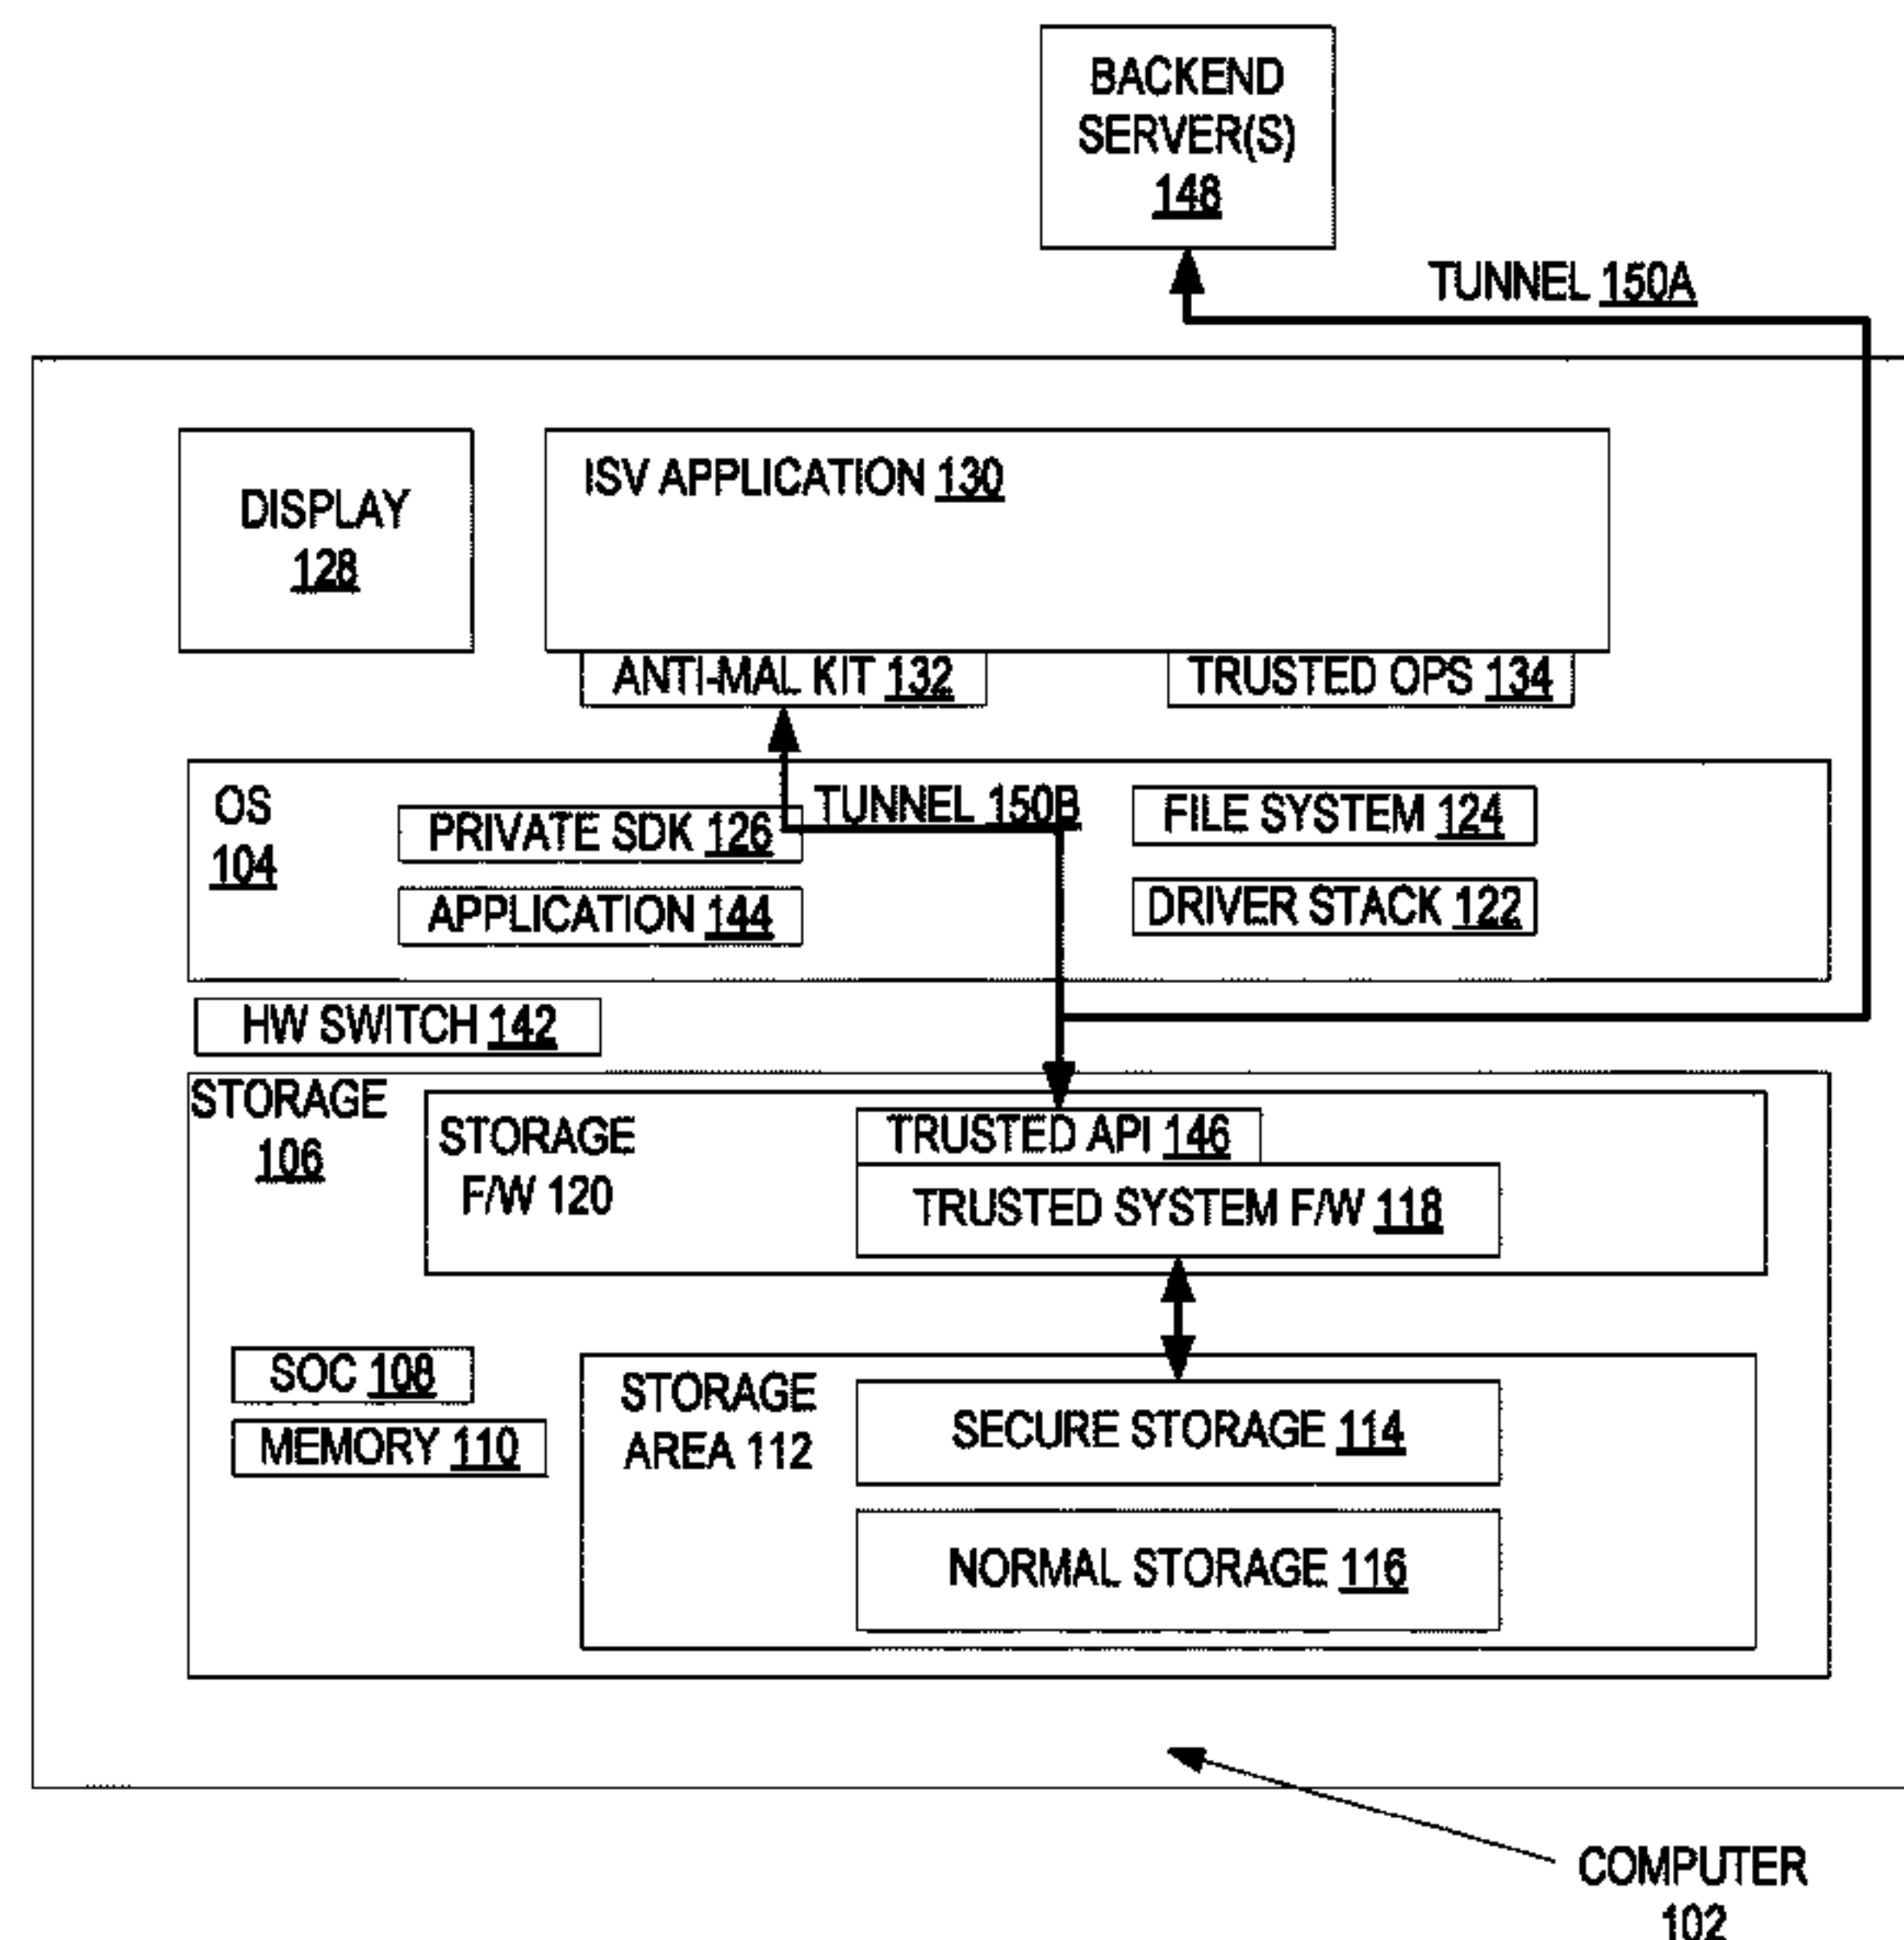 BACKEND
SERVER(S)
148
TUNNEL 150A
DISPLAY
128
ISV APPLICATION 130
ANTI-MAL KIT 132
TRUSTED OPS 134
OS
104
PRIVATE SDK 126
TUNNEL 150B
FILE SYSTEM 124
APPLICATION 144
DRIVER STACK 122
HW SWITCH 142
STORAGE
106
STORAGE
F/W 120
TRUSTED API 146
TRUSTED SYSTEM F/W 118
SOC 108
MEMORY 110
STORAGE
AREA 112
SECURE STORAGE 114
NORMAL STORAGE 116
COMPUTER
102